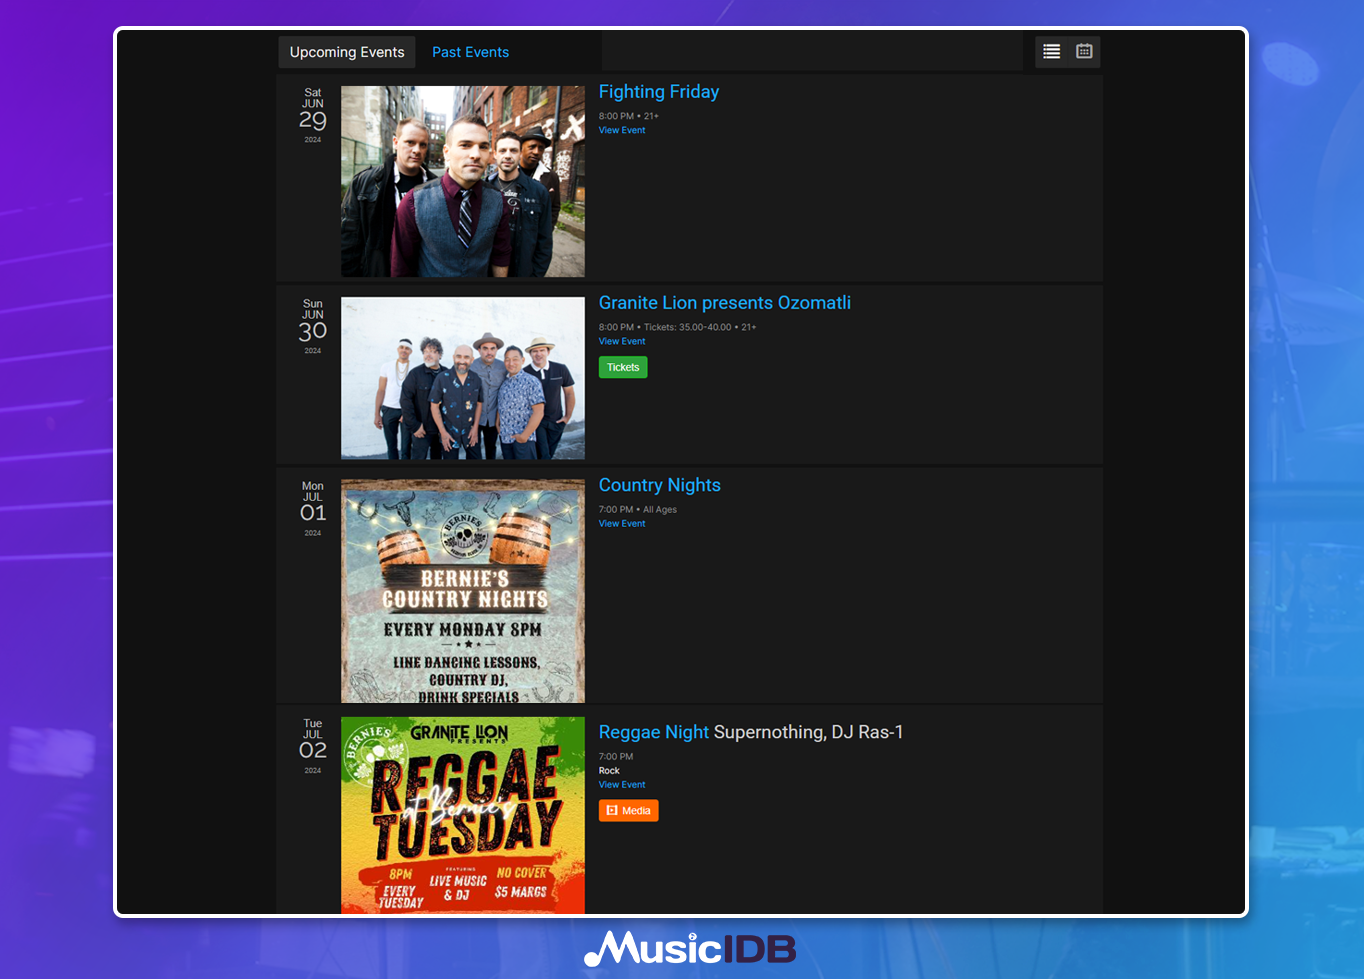 Upcoming Events
Past Events
Sat
JUN
29
2024
Fighting Friday
8:00 PM • 21+
View Event
Sun
JUN
30
2024
Granite Lion presents Ozomatli
8:00 PM • Tickets: 35.00-40.00 • 21+
View Event
Tickets
Mon
JUL
01
2024
BERNIE'S
BERNIE'S
COUNTRY NIGHTS
EVERY MONDAY 8PM
LINE DANCING LESSONS,
COUNTRY DJ,
DRINK SPECIALS
Country Nights
7:00 PM • All Ages
View Event
Tue
JUL
02
2024
BERNIE'S
GRANITE LION
PRESENTS
REGGAE
at Bernie's
TUESDAY
8PM
EVERY
TUESDAY
FEATURING
LIVE MUSIC
& DJ
NO COVER
$5 MARGS
Reggae Night Supernothing, DJ Ras-1
7:00 PM
Rock
View Event
Media
MusicIDB